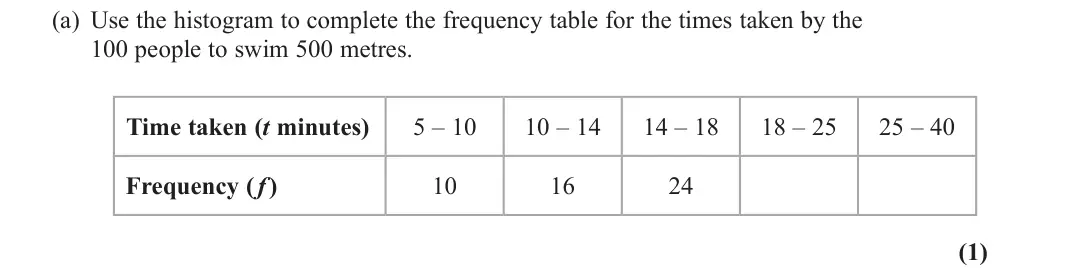 (a) Use the histogram to complete the frequency table for the times taken by the
100 people to swim 500 metres.
Time taken (t minutes) 5 – 10 10 – 14 14 – 18 18 – 25 25 – 40
Frequency (f) 10 16 24
(1)